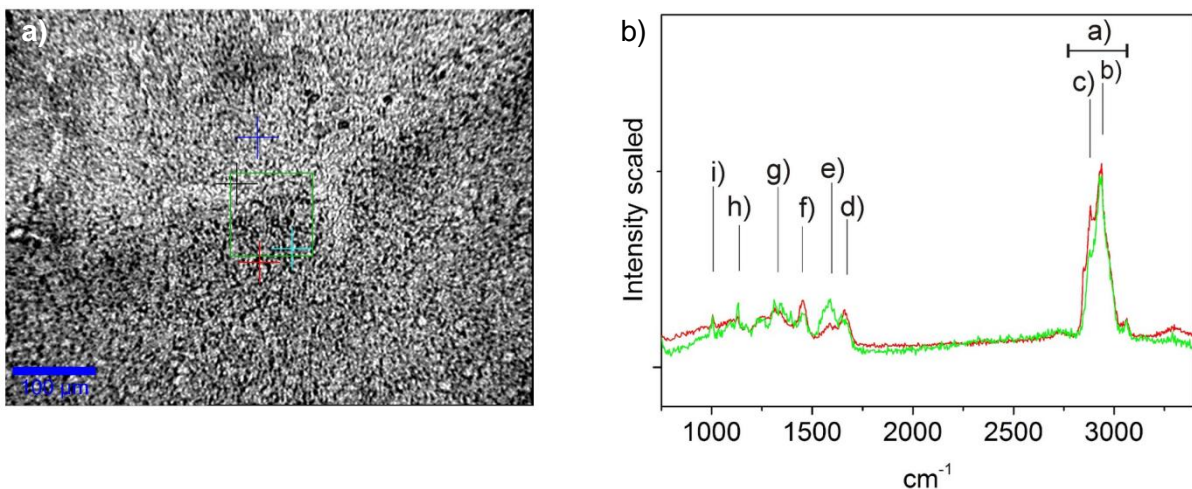 a)
100 µm
b)
a)
c)
b)
i)
h)
g)
f)
e)
d)
Intensity scaled
1000
1500
2000
2500
3000
cm-1